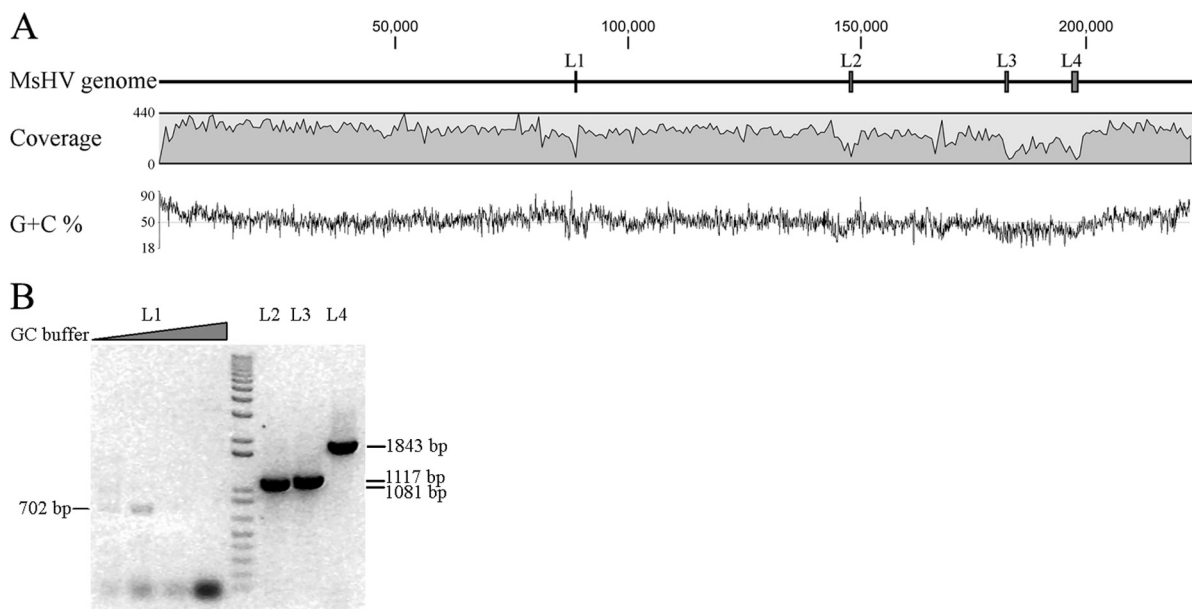 A
50,000 100,000 150,000 200,000
L1 L2 L3 L4
MsHV genome
440
Coverage
0
90
G+C % 50
18
B
L1 L2 L3 L4
GC buffer
1843 bp
1117 bp
1081 bp
702 bp